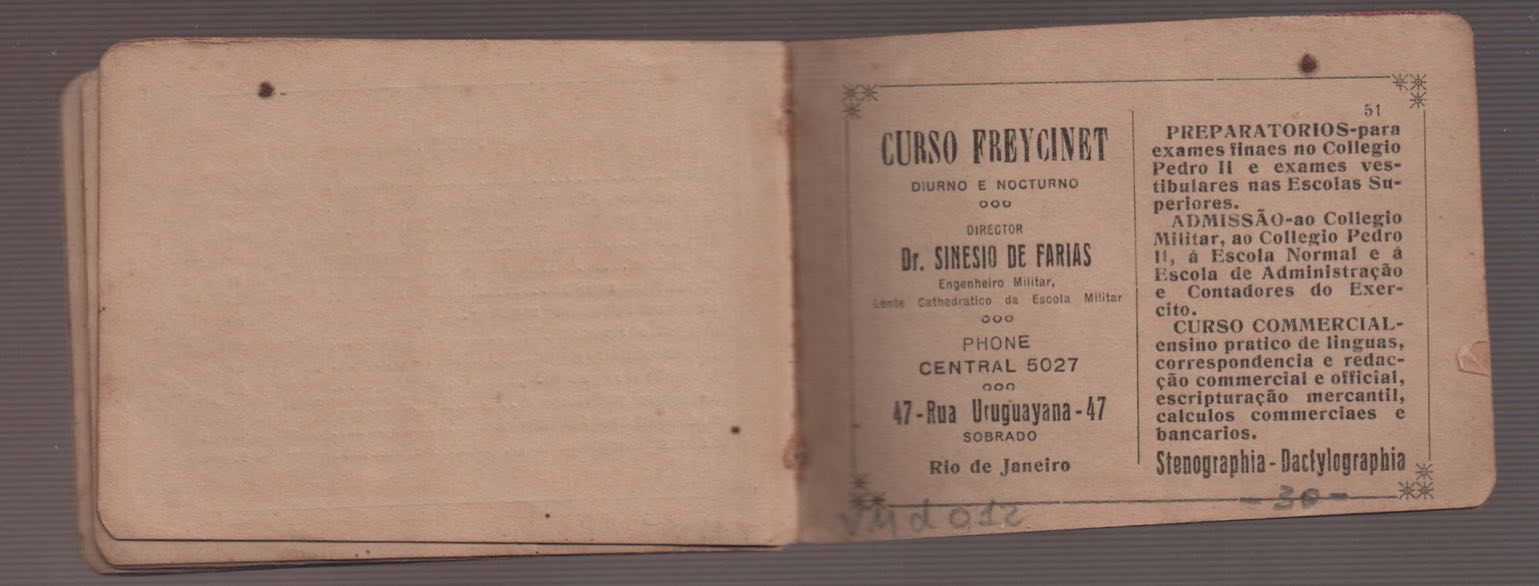 CURSO FREYCINET
DIURNO E NOCTURNO
DIRECTOR
Dr. SINESIO DE FARIAS
Engenheiro Militar,
Lente Cathedratico da Escola Militar
PHONE
CENTRAL 5027
47-Rua Uruguayana-47
SOBRADO
Rio de Janeiro
51
PREPARATORIOS-para
exames finaes no Collegio
Pedro II e exames ves-
tibulares nas Escolas Su-
periores.
ADMISSÃO-ao Collegio
Militar, ao Collegio Pedro
II, á Escola Normal e á
Escola de Administração
e Contadores do Exer-
cito.
CURSO COMMERCIAL-
ensino pratico de linguas,
correspondencia e redac-
ção commercial e official,
escripturação mercantil,
calculos commerciaes e
bancarios.
Stenographia-Dactylographia
-30-